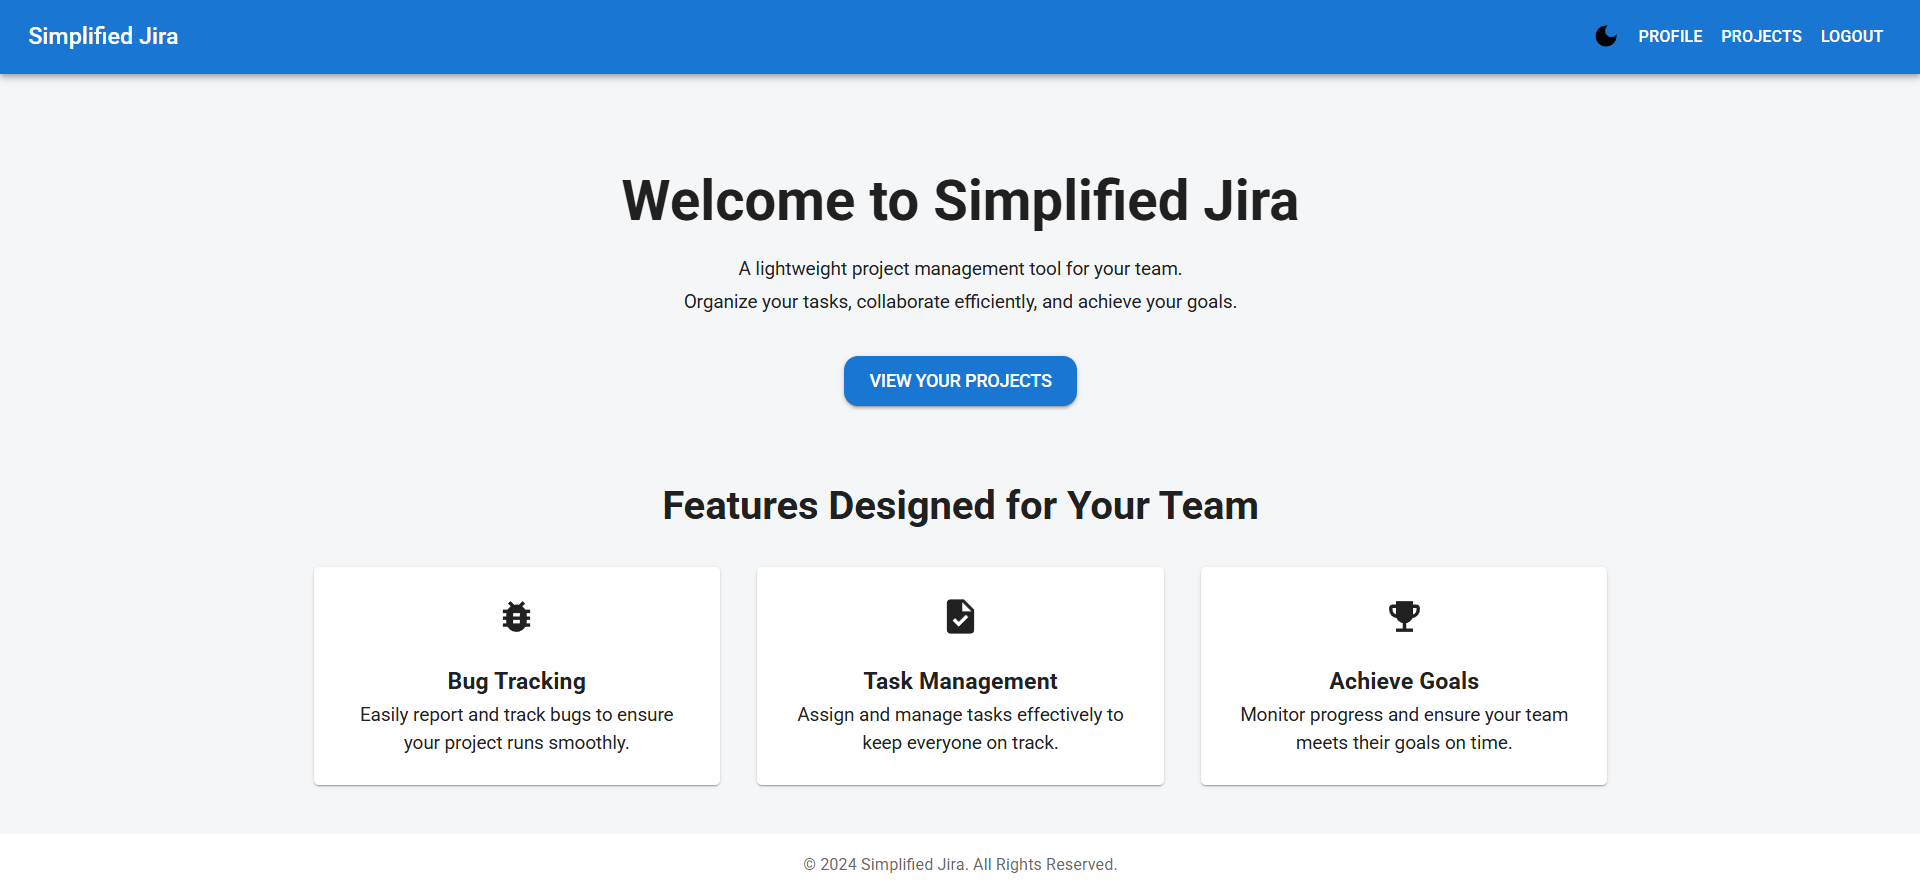 Simplified Jira
PROFILE PROJECTS LOGOUT
Welcome to Simplified Jira
A lightweight project management tool for your team.
Organize your tasks, collaborate efficiently, and achieve your goals.
VIEW YOUR PROJECTS
Features Designed for Your Team
Bug Tracking
Easily report and track bugs to ensure
your project runs smoothly.
Task Management
Assign and manage tasks effectively to
keep everyone on track.
Achieve Goals
Monitor progress and ensure your team
meets their goals on time.
© 2024 Simplified Jira. All Rights Reserved.